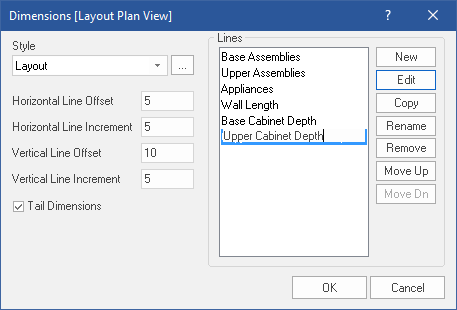 Dimensions [Layout Plan View]
?
Style
Layout
...
Horizontal Line Offset
5
Horizontal Line Increment
5
Vertical Line Offset
10
Vertical Line Increment
5
Tail Dimensions
Lines
Base Assemblies
Upper Assemblies
Appliances
Wall Length
Base Cabinet Depth
Upper Cabinet Depth
New
Edit
Copy
Rename
Remove
Move Up
Move Dn
OK
Cancel